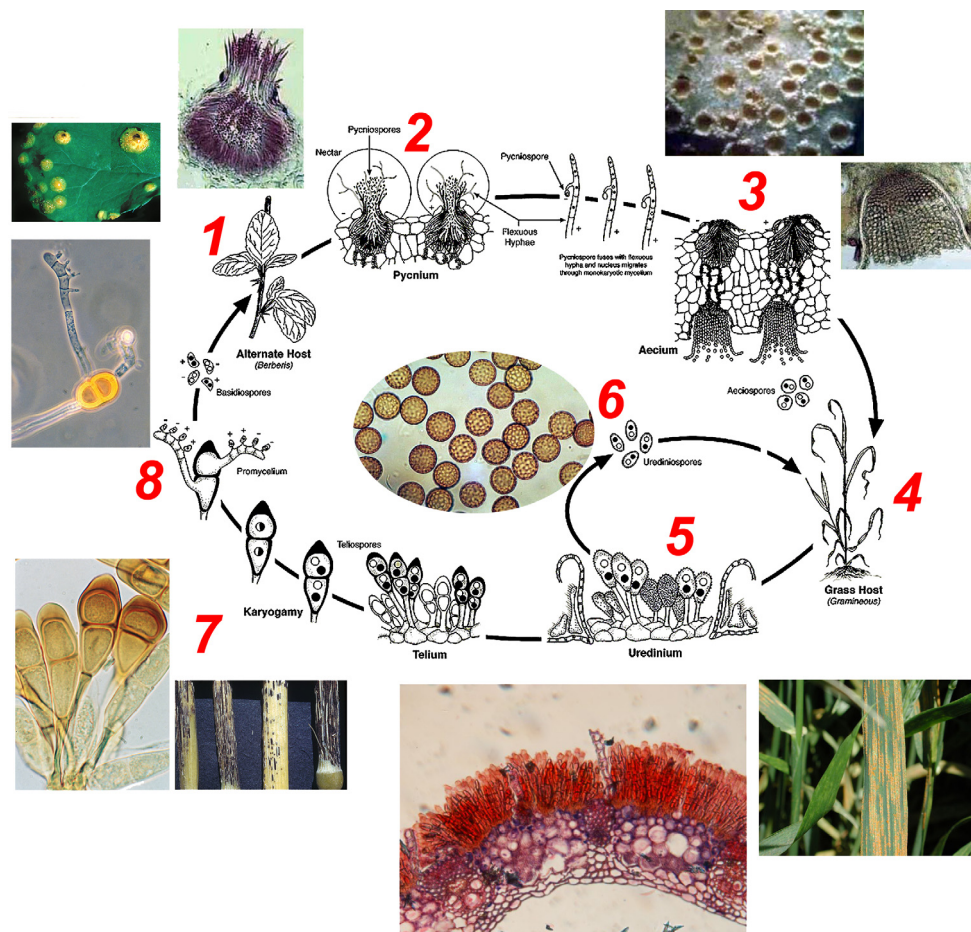 2
Pycniospores
Nectar
Pycniospore
3
1
Flexuous
Hyphae
Pycnium
Pycniospore fuses with flexuous
hypha and nucleus migrates
through monokaryotic mycelium
Alternate Host
(Berberis)
Aecium
+ + - -
Basidiospores
Aeciospores
6
Urediniospores
8
Promycelium
4
5
Teliospores
Karyogamy
Grass Host
(Gramineous)
7
Telium
Uredinium